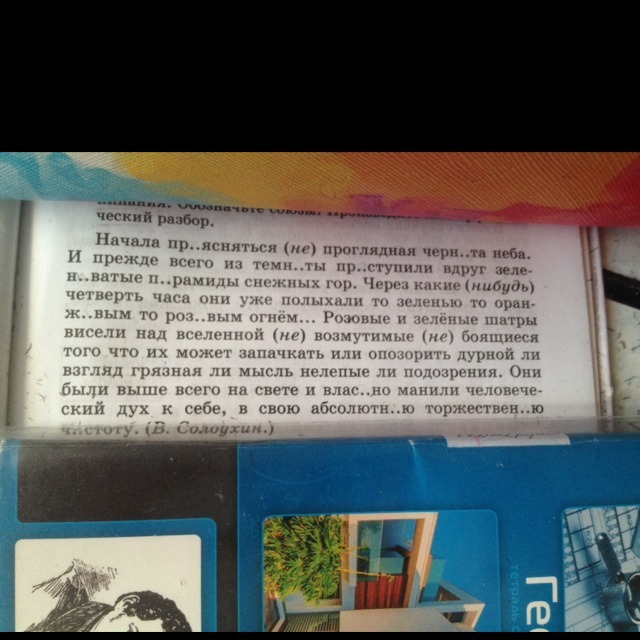 ческий разбор.
Начала пр..ясняться (не) проглядная черн..та неба.
И прежде всего из темн..ты пр..ступили вдруг зеле-
н..ватые п..рамиды снежных гор. Через какие (нибудь)
четверть часа они уже полыхали то зеленью то оран-
ж..вым то роз..вым огнём... Розовые и зелёные шатры
висели над вселенной (не) возмутимые (не) боящиеся
того что их может запачкать или опозорить дурной ли
взгляд грязная ли мысль нелепые ли подозрения. Они
были выше всего на свете и влас..но манили человече-
ский дух к себе, в свою абсолютн..ю торжествен..ю
чистоту. (В. Солоухин.)
Гео